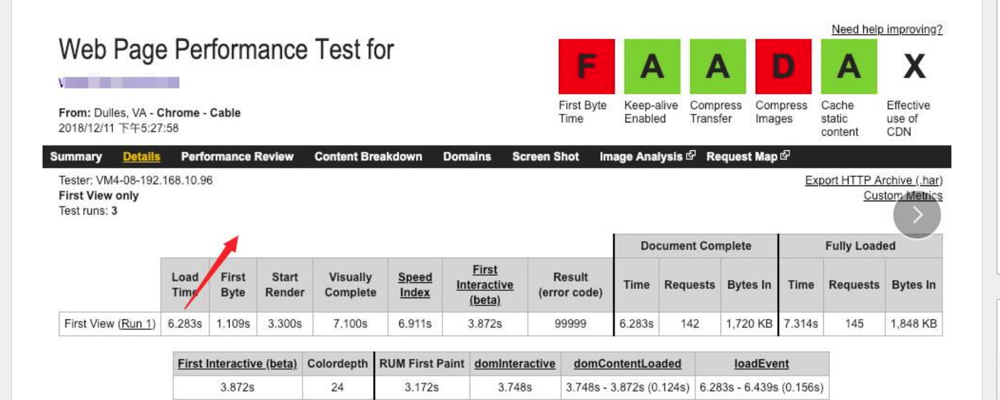 Need help improving?
Web Page Performance Test for
F A A D A X
First Byte Time
Keep-alive Enabled
Compress Transfer
Compress Images
Cache static content
Effective use of CDN
From: Dulles, VA - Chrome - Cable
2018/12/11 下午5:27:58
Summary Details Performance Review Content Breakdown Domains Screen Shot Image Analysis Request Map
Tester: VM4-08-192.168.10.96
First View only
Test runs: 3
Export HTTP Archive (.har)
Custom Metrics
Document Complete Fully Loaded
Load Time First Byte Start Render Visually Complete Speed Index First Interactive (beta) Result (error code) Time Requests Bytes In Time Requests Bytes In
First View (Run 1) 6.283s 1.109s 3.300s 7.100s 6.911s 3.872s 99999 6.283s 142 1,720 KB 7.314s 145 1,848 KB
First Interactive (beta) Colordepth RUM First Paint domInteractive domContentLoaded loadEvent
3.872s 24 3.172s 3.748s 3.748s - 3.872s (0.124s) 6.283s - 6.439s (0.156s)